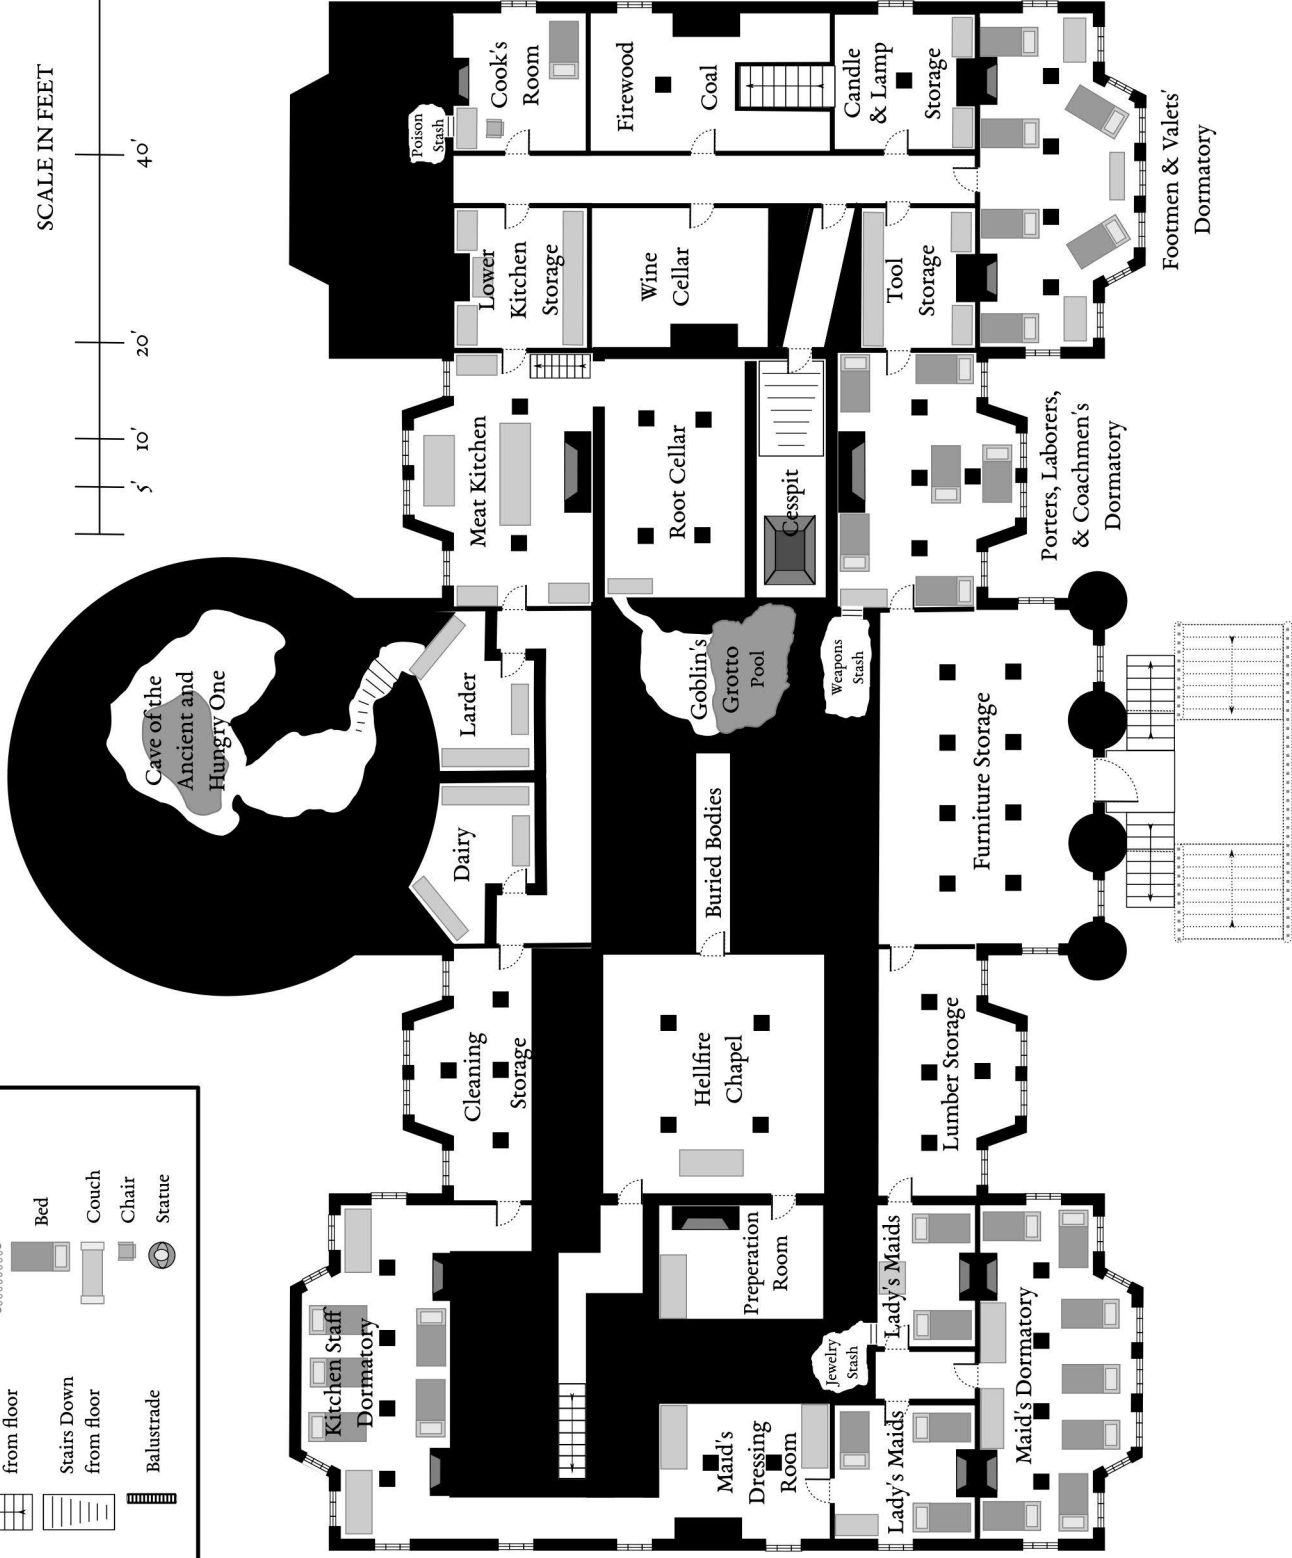 SCALE IN FEET
5'
10'
20'
40'
Bed
Couch
Chair
Statue
from floor
Stairs Down
from floor
Balustrade
Cave of the
Ancient and
Hungry One
Poison
Stash
Cook's
Room
Firewood
Coal
Candle
& Lamp
Storage
Footmen & Valets'
Dormatory
Lower
Kitchen
Storage
Wine
Cellar
Tool
Storage
Meat Kitchen
Root Cellar
Cesspit
Porters, Laborers,
& Coachmen's
Dormatory
Larder
Dairy
Goblin's
Grotto
Pool
Weapons
Stash
Buried Bodies
Furniture Storage
Cleaning
Storage
Hellfire
Chapel
Lumber Storage
Kitchen Staff
Dormatory
Preperation
Room
Lady's Maids
Jewelry
Stash
Maid's
Dressing
Room
Lady's Maids
Maid's Dormatory